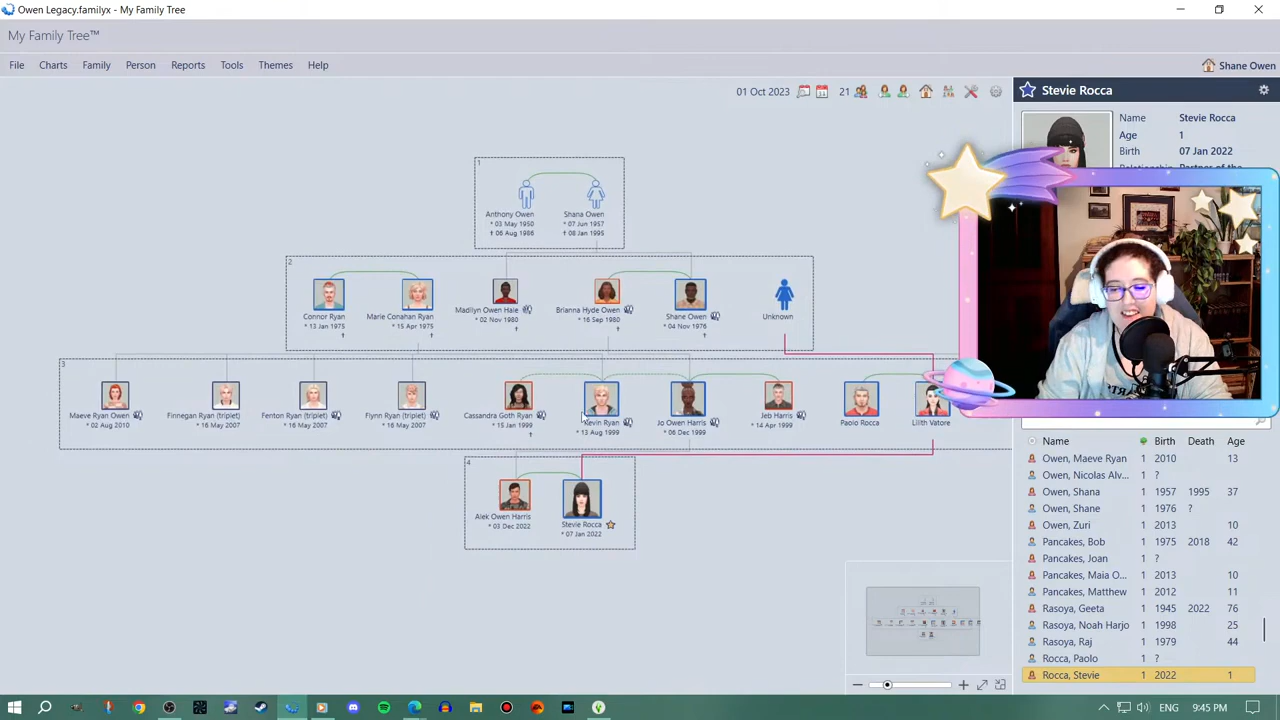 Owen Legacy.familyx - My Family Tree
My Family Tree™
File Charts Family Person Reports Tools Themes Help
Shane Owen
01 Oct 2023
21
Stevie Rocca
Name Stevie Rocca
Age 1
Birth 07 Jan 2022
1
Anthony Owen
* 03 May 1950
† 06 Aug 1986
Shana Owen
* 07 Jun 1957
† 08 Jan 1995
2
Connor Ryan
* 13 Jan 1975
†
Marie Conahan Ryan
* 15 Apr 1975
†
Madilyn Owen Haie
* 02 Nov 1980
†
Brianna Hyde Owen
* 16 Sep 1980
†
Shane Owen
* 04 Nov 1976
†
Unknown
3
Maeve Ryan Owen
* 02 Aug 2010
Finnegan Ryan (triplet)
* 16 May 2007
Fenton Ryan (triplet)
* 16 May 2007
Flynn Ryan (triplet)
* 16 May 2007
Cassandra Goth Ryan
* 15 Jan 1999
†
Kevin Ryan
* 13 Aug 1999
Jo Owen Harris
* 06 Dec 1999
Jeb Harris
* 14 Apr 1999
Paolo Rocca
Lilith Vatore
4
Alek Owen Harris
* 03 Dec 2022
Stevie Rocca
* 07 Jan 2022
Name Birth Death Age
Owen, Maeve Ryan 1 2010 13
Owen, Nicolas Alv... 1 ?
Owen, Shana 1 1957 1995 37
Owen, Shane 1 1976 ?
Owen, Zuri 1 2013 10
Pancakes, Bob 1 1975 2018 42
Pancakes, Joan 1 ?
Pancakes, Maia O... 1 2013 10
Pancakes, Matthew 1 2012 11
Rasoya, Geeta 1 1945 2022 76
Rasoya, Noah Harjo 1 1998 25
Rasoya, Raj 1 1979 44
Rocca, Paolo 1 ?
Rocca, Stevie 1 2022 1
ENG 9:45 PM